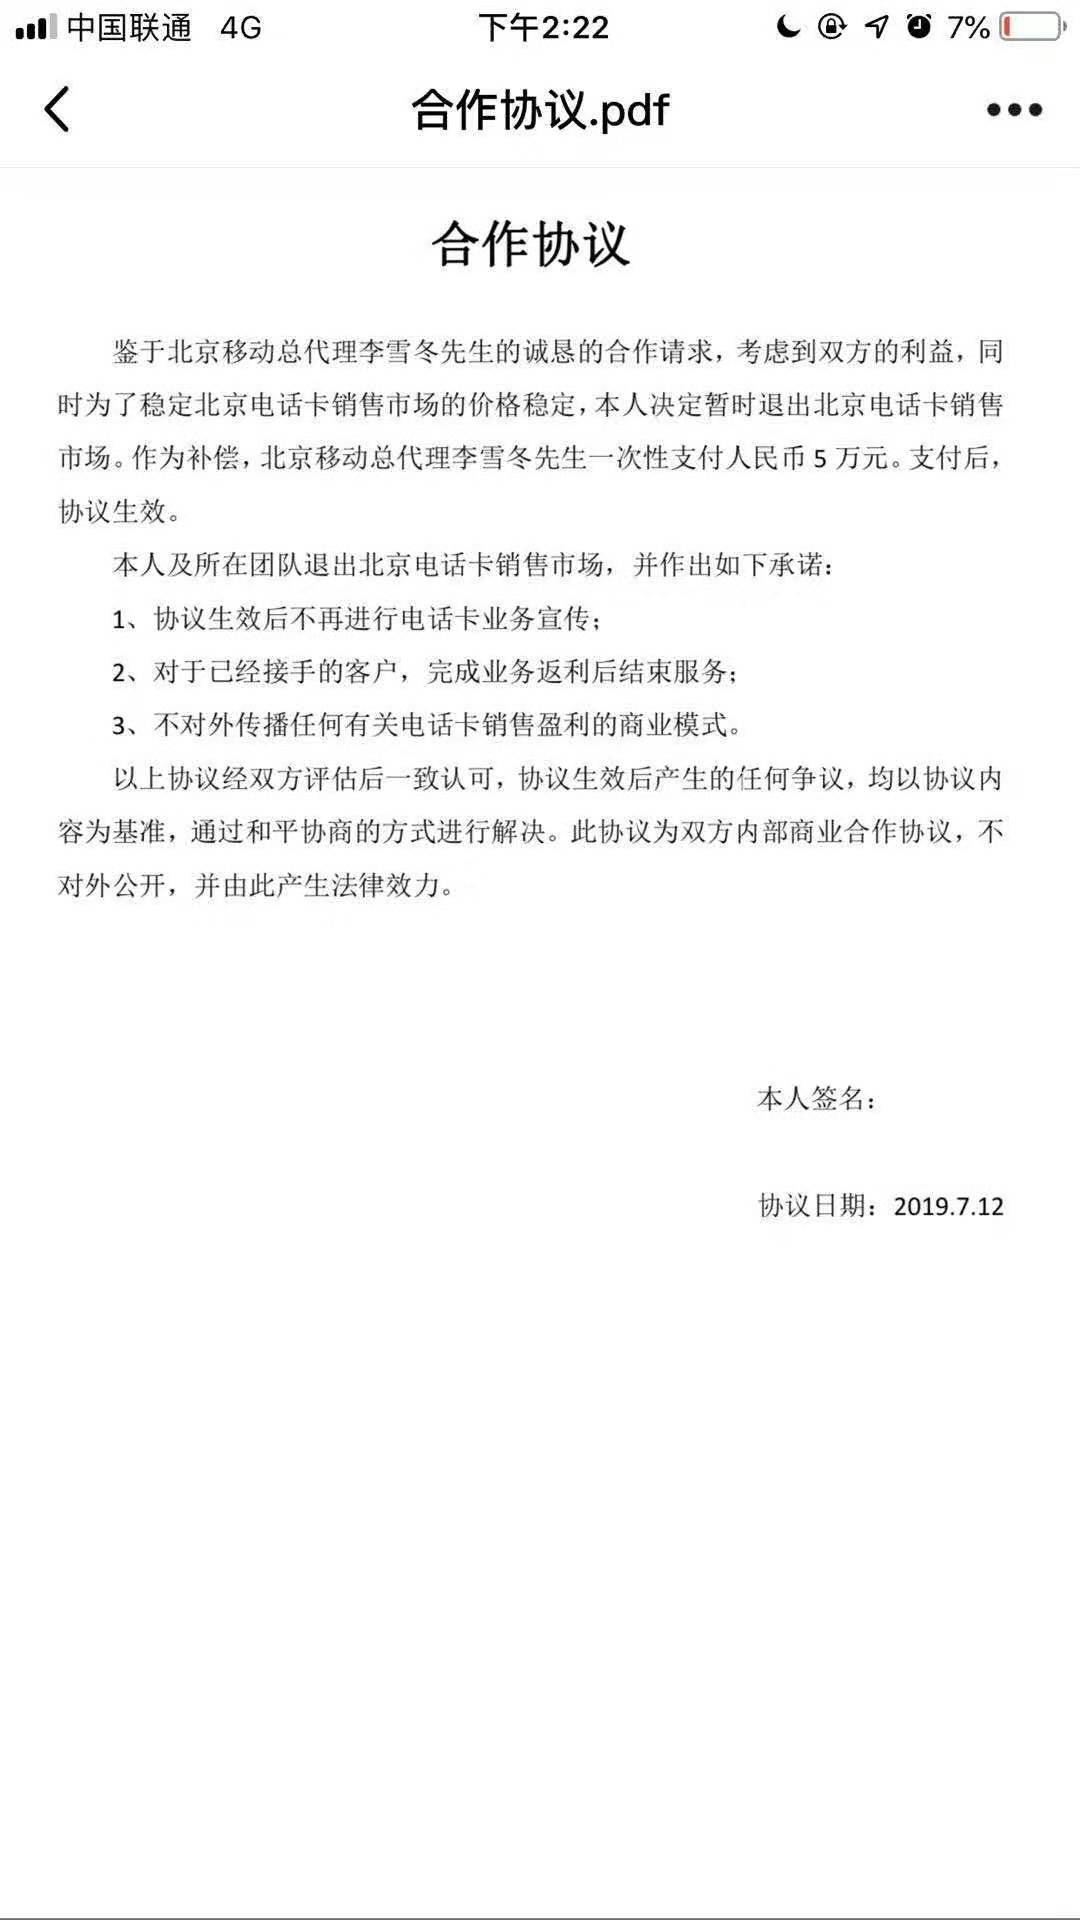 中国联通 4G 下午2:22 7%
合作协议.pdf
合作协议
鉴于北京移动总代理李雪冬先生的诚恳的合作请求，考虑到双方的利益，同
时为了稳定北京电话卡销售市场的价格稳定，本人决定暂时退出北京电话卡销售
市场。作为补偿，北京移动总代理李雪冬先生一次性支付人民币 5 万元。支付后，
协议生效。
本人及所在团队退出北京电话卡销售市场，并作出如下承诺：
1、协议生效后不再进行电话卡业务宣传；
2、对于已经接手的客户，完成业务返利后结束服务；
3、不对外传播任何有关电话卡销售盈利的商业模式。
以上协议经双方评估后一致认可，协议生效后产生的任何争议，均以协议内
容为基准，通过和平协商的方式进行解决。此协议为双方内部商业合作协议，不
对外公开，并由此产生法律效力。
本人签名：
协议日期：2019.7.12